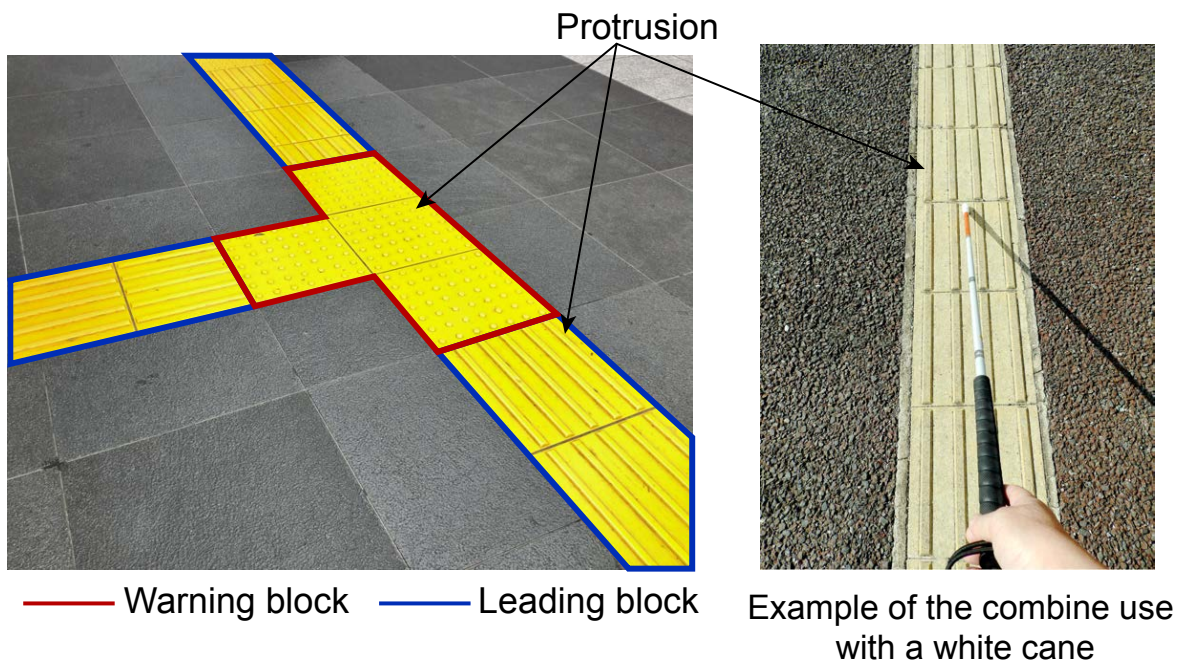 Protrusion
Warning block
Leading block
Example of the combine use
with a white cane